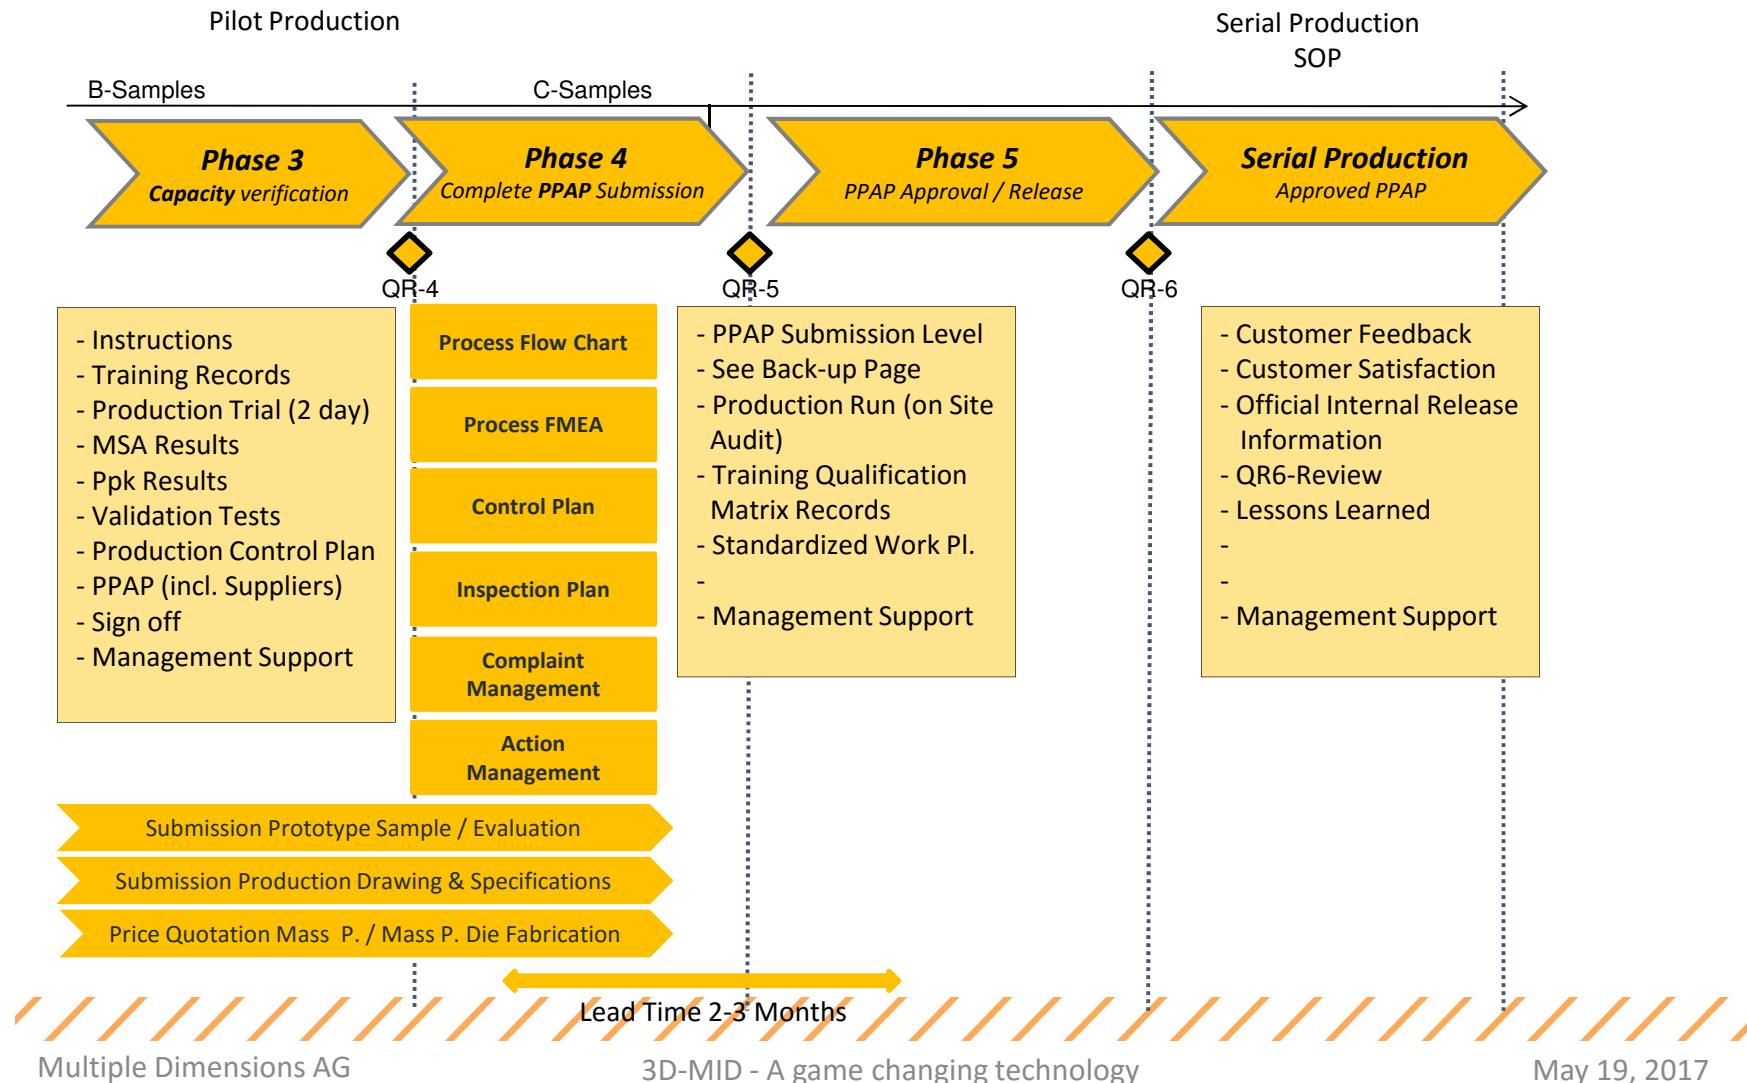 Pilot Production
Serial Production
SOP
B-Samples
C-Samples
Phase 3
Capacity verification
Phase 4
Complete PPAP Submission
Phase 5
PPAP Approval / Release
Serial Production
Approved PPAP
QR-4
QR-5
QR-6
- Instructions
- Training Records
- Production Trial (2 day)
- MSA Results
- Ppk Results
- Validation Tests
- Production Control Plan
- PPAP (incl. Suppliers)
- Sign off
- Management Support
Process Flow Chart
Process FMEA
Control Plan
Inspection Plan
Complaint
Management
Action
Management
- PPAP Submission Level
- See Back-up Page
- Production Run (on Site
Audit)
- Training Qualification
Matrix Records
- Standardized Work Pl.
-
- Management Support
- Customer Feedback
- Customer Satisfaction
- Official Internal Release
Information
- QR6-Review
- Lessons Learned
-
-
- Management Support
Submission Prototype Sample / Evaluation
Submission Production Drawing & Specifications
Price Quotation Mass P. / Mass P. Die Fabrication
Lead Time 2-3 Months
Multiple Dimensions AG
3D-MID - A game changing technology
May 19, 2017